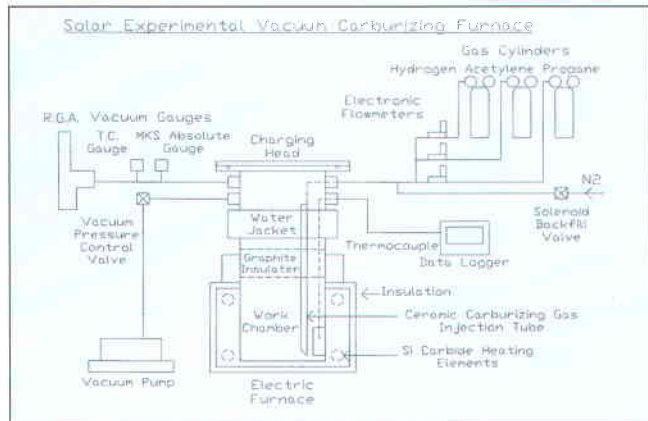 Solar Experimental Vacuum Carburizing Furnace
Gas Cylinders
Hydrogen Acetylene Propane
Electronic
Flowmeters
R.G.A. Vacuum Gauges
T.C. MKS Absolute
Gauge Gauge
Charging
Head
N2
Vacuum
Pressure
Control
Valve
Water
Jacket
Thermocouple
Data Logger
Solenoid
Backfill
Valve
Graphite
Insulater
Insulation
Work
Chamber
Ceramic Carburizing Gas
Injection Tube
Si Carbide Heating
Elements
Vacuum Pump
Electric
Furnace